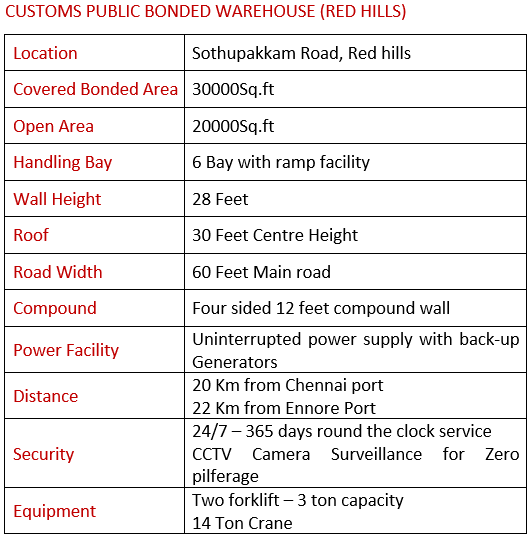 CUSTOMS PUBLIC BONDED WAREHOUSE (RED HILLS)
Location Sothupakkam Road, Red hills
Covered Bonded Area 30000Sq.ft
Open Area 20000Sq.ft
Handling Bay 6 Bay with ramp facility
Wall Height 28 Feet
Roof 30 Feet Centre Height
Road Width 60 Feet Main road
Compound Four sided 12 feet compound wall
Power Facility Uninterrupted power supply with back-up
Generators
Distance 20 Km from Chennai port
22 Km from Ennore Port
Security 24/7 – 365 days round the clock service
CCTV Camera Surveillance for Zero
pilferage
Equipment Two forklift – 3 ton capacity
14 Ton Crane